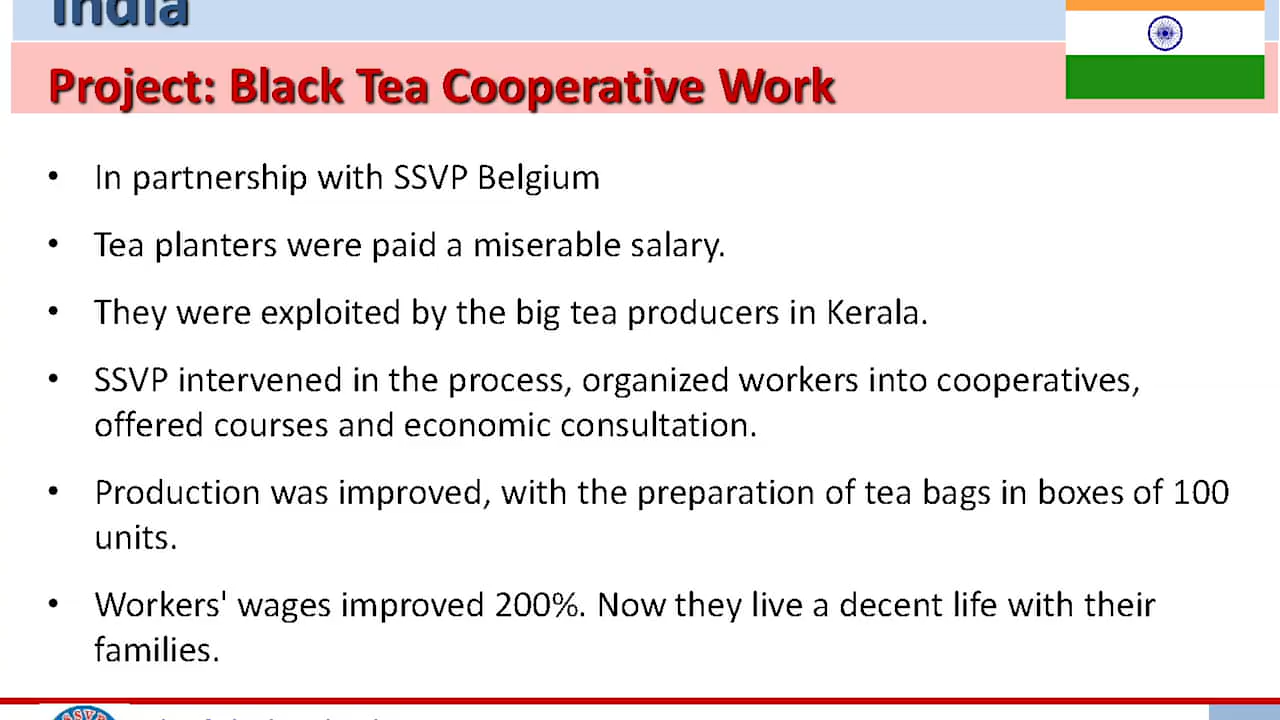 India
Project: Black Tea Cooperative Work
• In partnership with SSVP Belgium
• Tea planters were paid a miserable salary.
• They were exploited by the big tea producers in Kerala.
• SSVP intervened in the process, organized workers into cooperatives,
offered courses and economic consultation.
• Production was improved, with the preparation of tea bags in boxes of 100
units.
• Workers' wages improved 200%. Now they live a decent life with their
families.
SSVP